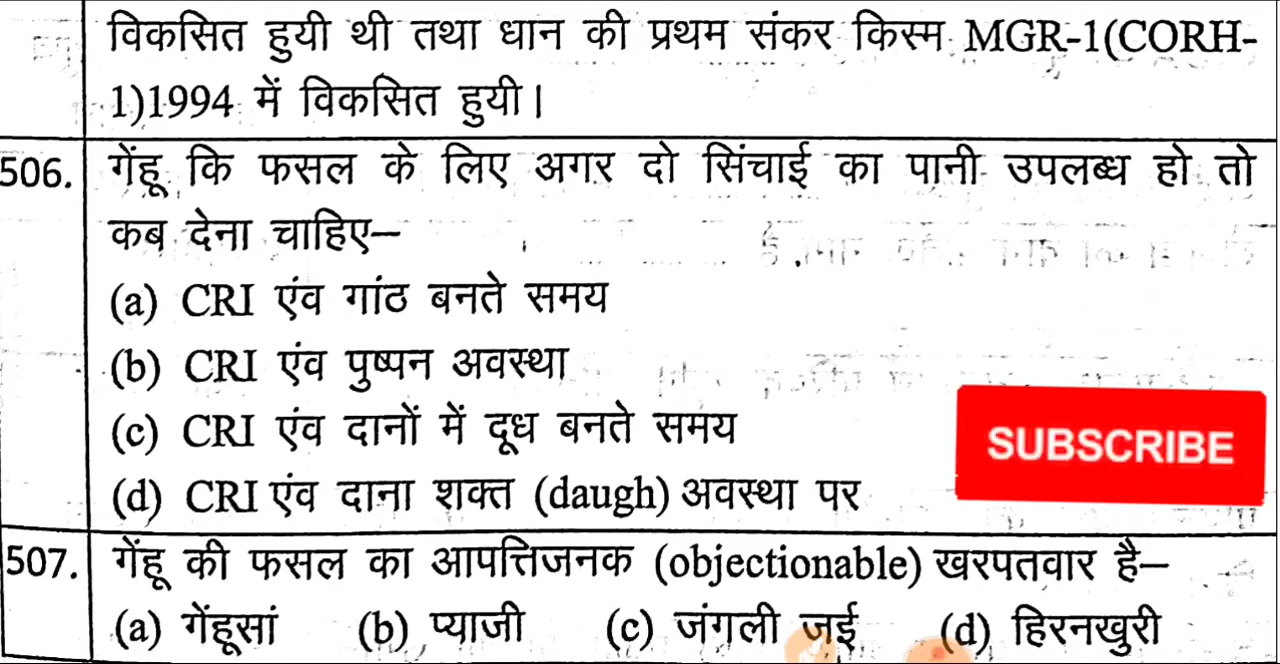 विकसित हुयी थी तथा धान की प्रथम संकर किस्म MGR-1(CORH-
1)1994 में विकसित हुयी।
506. गेंहू कि फसल के लिए अगर दो सिंचाई का पानी उपलब्ध हो तो
कब देना चाहिए–
(a) CRI एंव गांठ बनते समय
(b) CRI एंव पुष्पन अवस्था
(c) CRI एंव दानों में दूध बनते समय
SUBSCRIBE
(d) CRI एंव दाना शक्त (daugh) अवस्था पर
507. गेंहू की फसल का आपत्तिजनक (objectionable) खरपतवार है–
(a) गेंहूसां (b) प्याजी (c) जंगली जई (d) हिरनखुरी